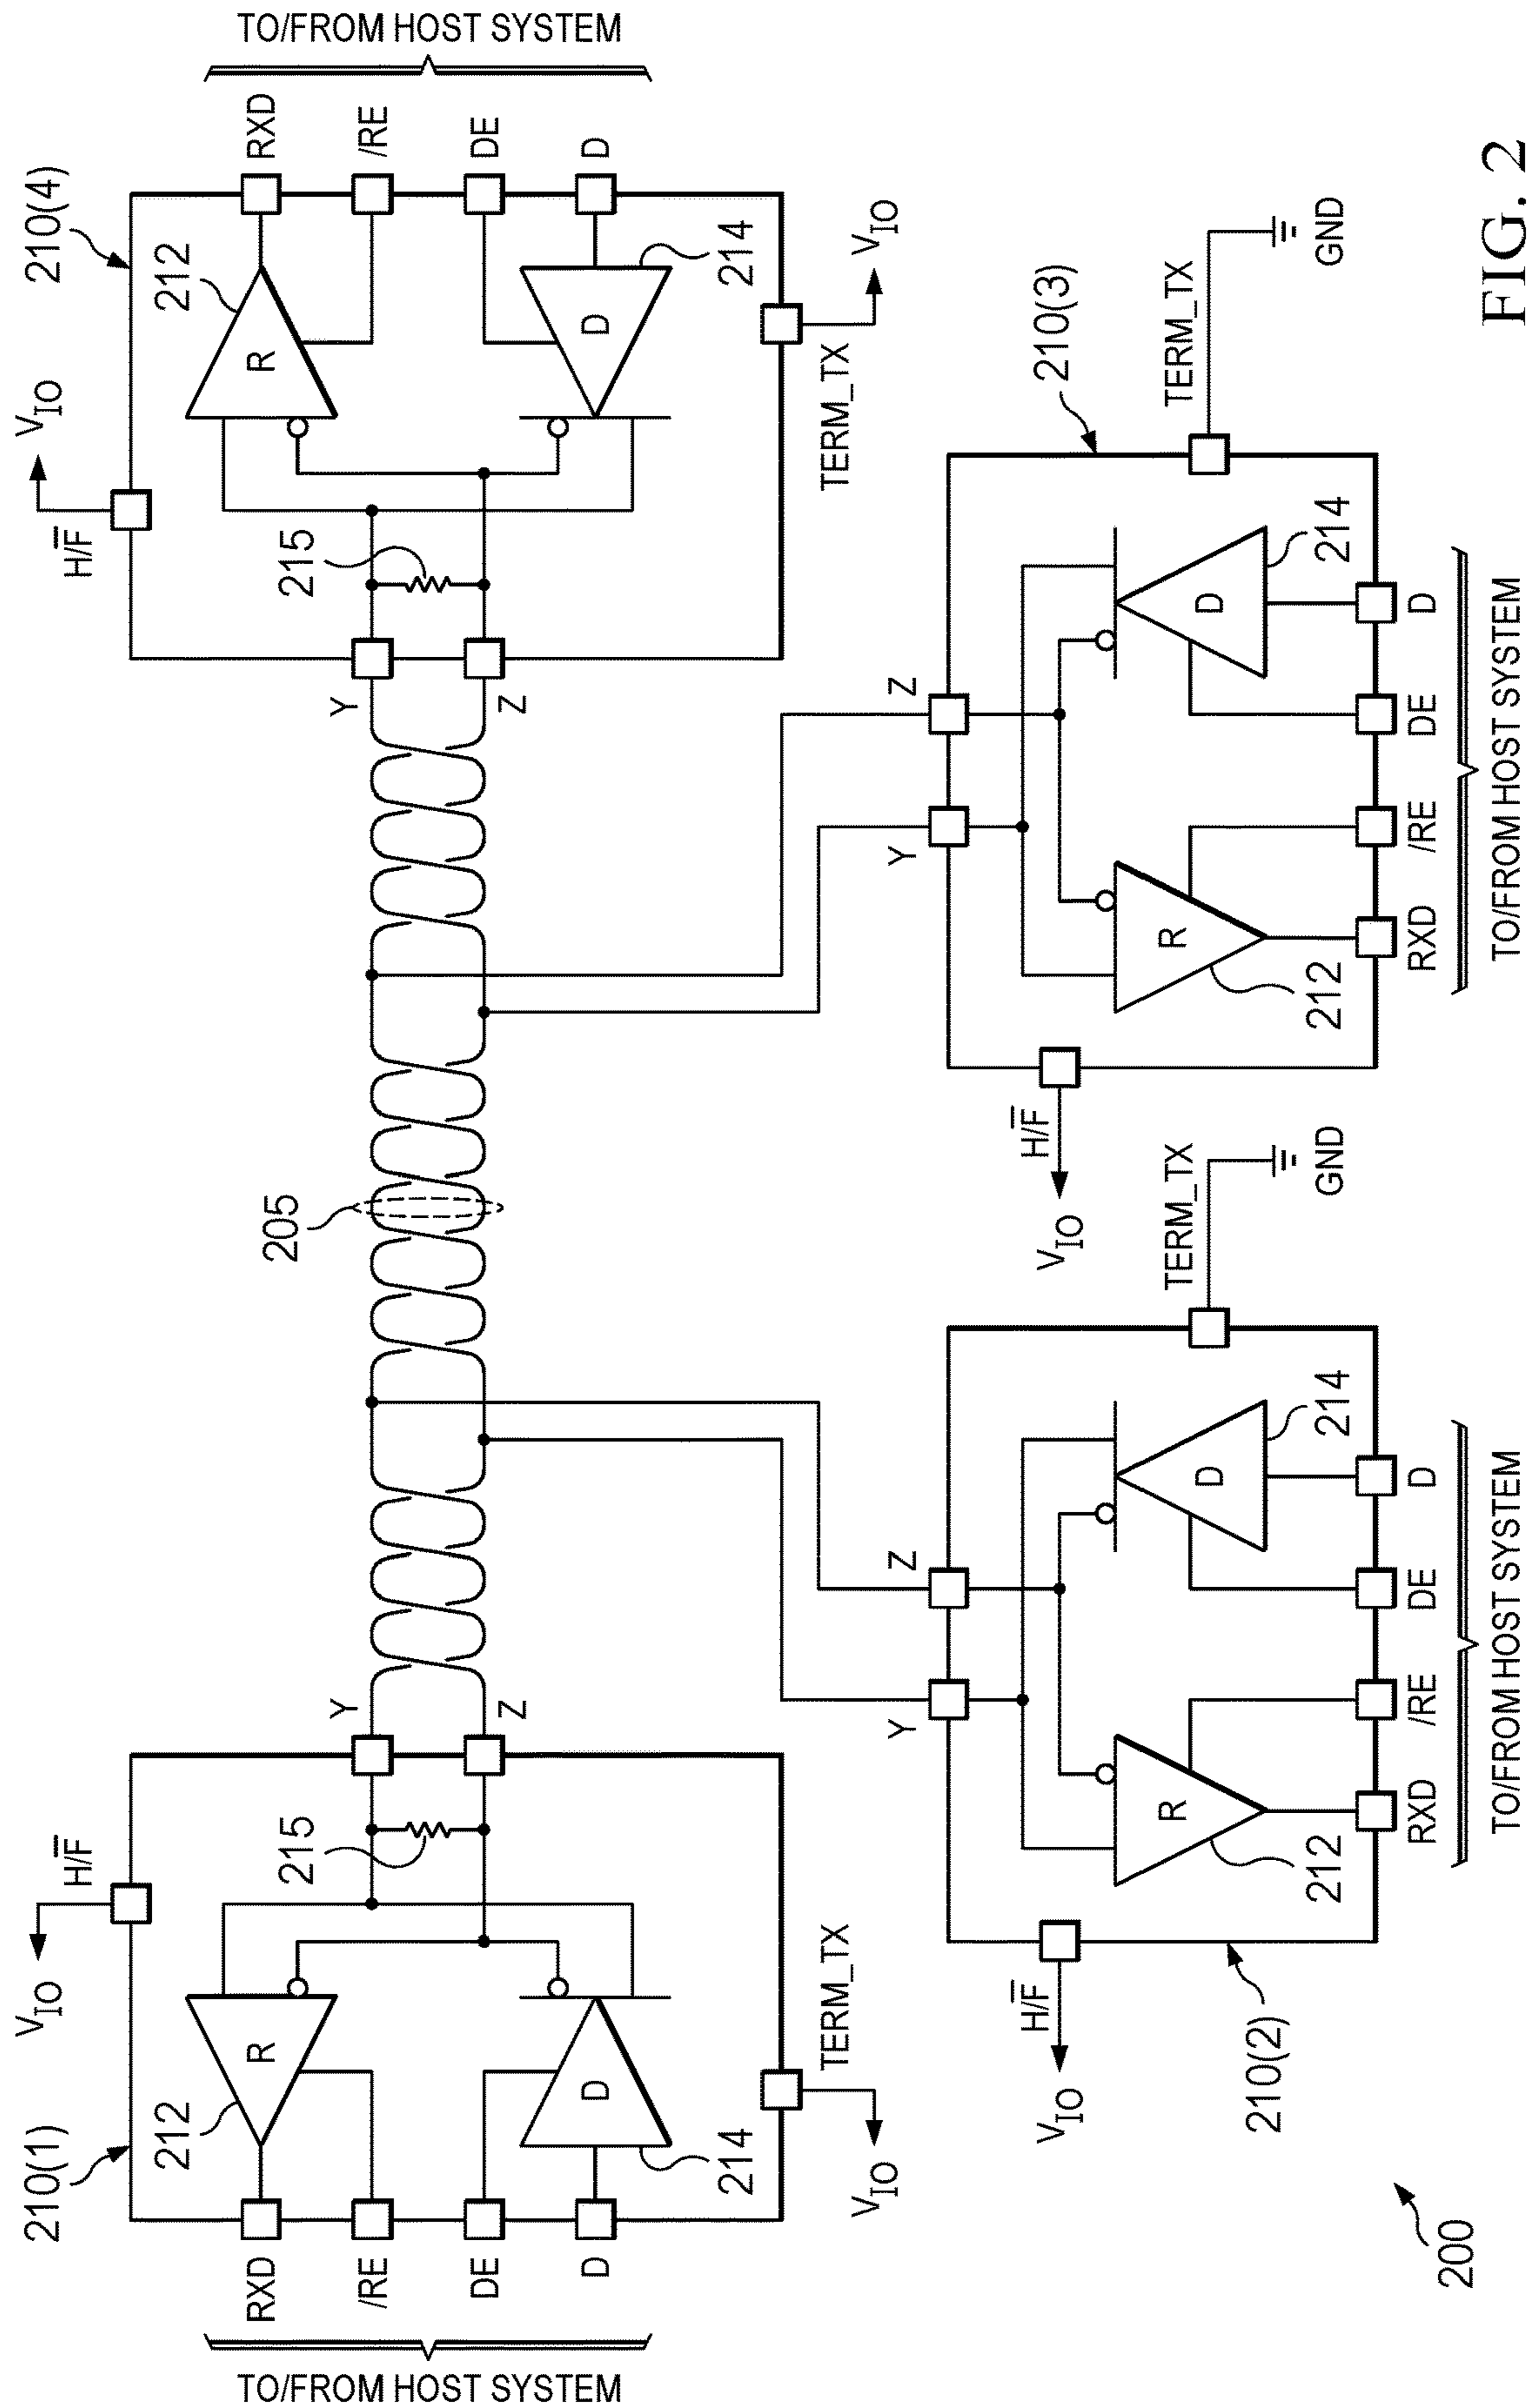 210(1)
V_IO
H/F̅
212
R
215
Y
Z
RXD
/RE
DE
D
D
214
TERM_TX
V_IO
TO/FROM HOST SYSTEM
205
210(4)
V_IO
H/F̅
212
R
215
Y
Z
RXD
/RE
DE
D
D
214
TERM_TX
V_IO
TO/FROM HOST SYSTEM
Y
Z
H/F̅
V_IO
TERM_TX
GND
R
212
D
214
RXD
/RE
DE
D
TO/FROM HOST SYSTEM
210(2)
Y
Z
H/F̅
V_IO
210(3)
TERM_TX
GND
R
212
D
214
RXD
/RE
DE
D
TO/FROM HOST SYSTEM
200
FIG. 2